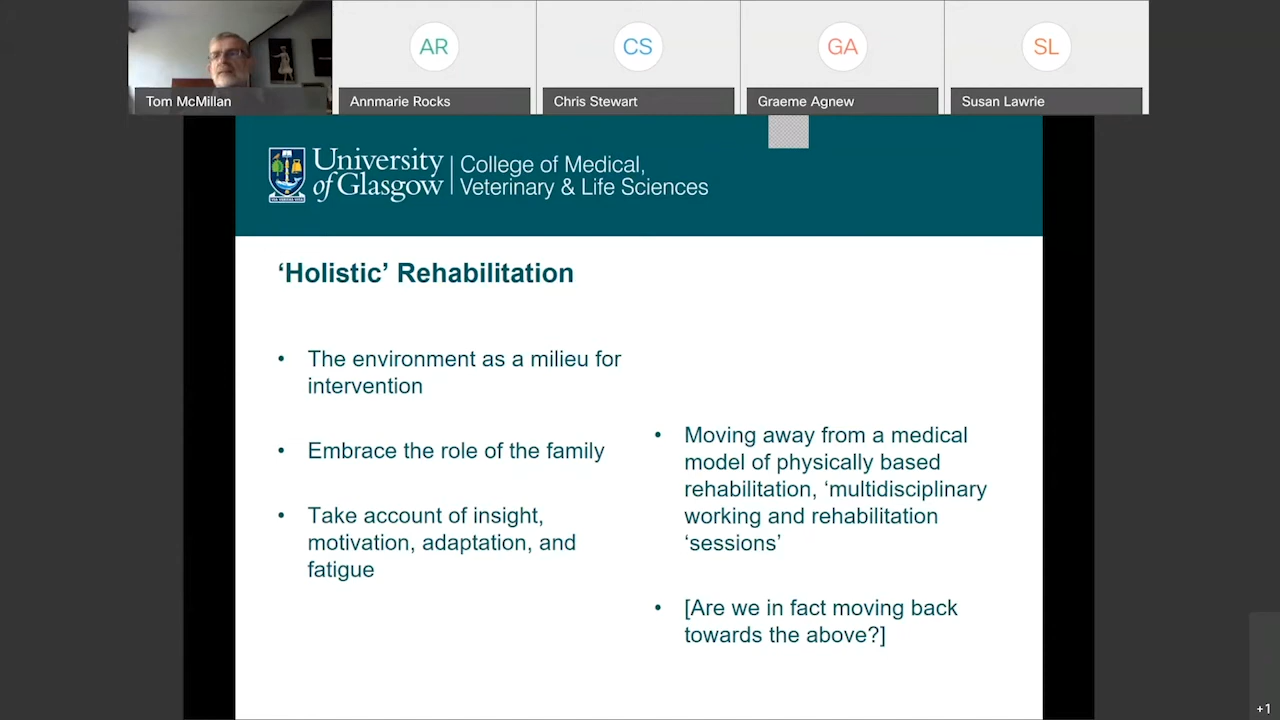 AR
CS
GA
SL
Tom McMillan
Annmarie Rocks
Chris Stewart
Graeme Agnew
Susan Lawrie
University
of Glasgow
College of Medical,
Veterinary & Life Sciences
‘Holistic’ Rehabilitation
• The environment as a milieu for
intervention
• Embrace the role of the family
• Take account of insight,
motivation, adaptation, and
fatigue
• Moving away from a medical
model of physically based
rehabilitation, ‘multidisciplinary
working and rehabilitation
‘sessions’
• [Are we in fact moving back
towards the above?]
+1